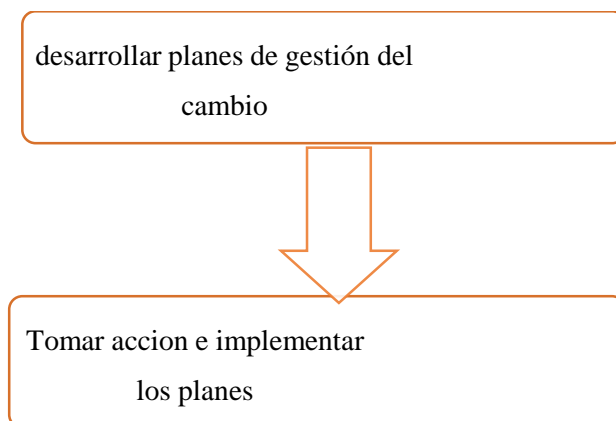 desarrollar planes de gestión del
cambio
Tomar accion e implementar
los planes